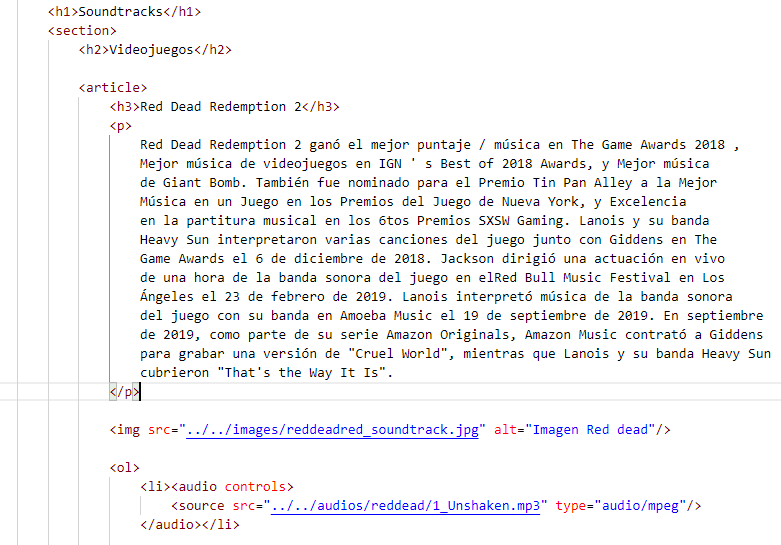 <h1>Soundtracks</h1>
<section>
<h2>Videojuegos</h2>
<article>
<h3>Red Dead Redemption 2</h3>
<p>
Red Dead Redemption 2 ganó el mejor puntaje / música en The Game Awards 2018 ,
Mejor música de videojuegos en IGN ' s Best of 2018 Awards, y Mejor música
de Giant Bomb. También fue nominado para el Premio Tin Pan Alley a la Mejor
Música en un Juego en los Premios del Juego de Nueva York, y Excelencia
en la partitura musical en los 6tos Premios SXSW Gaming. Lanois y su banda
Heavy Sun interpretaron varias canciones del juego junto con Giddens en The
Game Awards el 6 de diciembre de 2018. Jackson dirigió una actuación en vivo
de una hora de la banda sonora del juego en elRed Bull Music Festival en Los
Ángeles el 23 de febrero de 2019. Lanois interpretó música de la banda sonora
del juego con su banda en Amoeba Music el 19 de septiembre de 2019. En septiembre
de 2019, como parte de su serie Amazon Originals, Amazon Music contrató a Giddens
para grabar una versión de "Cruel World", mientras que Lanois y su banda Heavy Sun
cubrieron "That's the Way It Is".
</p>
<img src="../../images/reddeadred_soundtrack.jpg" alt="Imagen Red dead"/>
<ol>
<li><audio controls>
<source src="../../audios/reddead/1_Unshaken.mp3" type="audio/mpeg"/>
</audio></li>